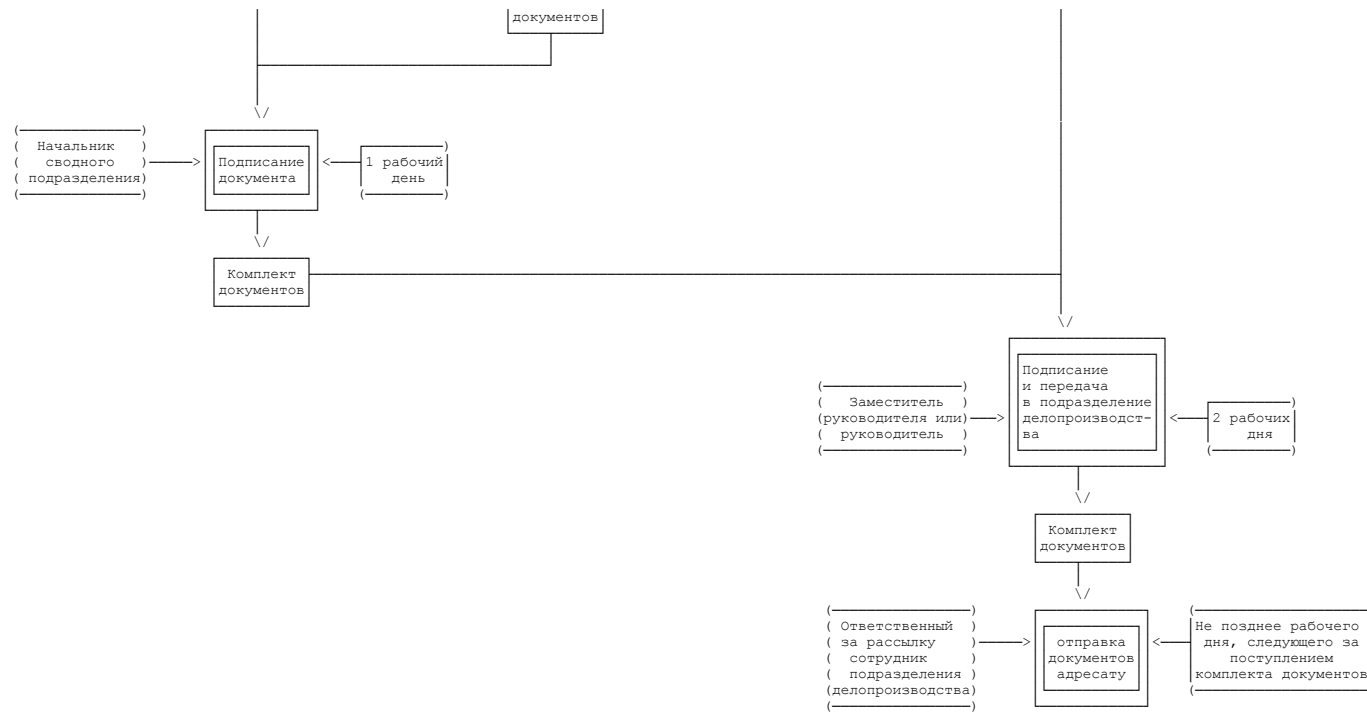 документов
Начальник
сводного
подразделения
Подписание
документа
1 рабочий
день
Комплект
документов
Заместитель
руководителя или
руководитель
Подписание
и передача
в подразделение
делопроизводст-
ва
2 рабочих
дня
Комплект
документов
Ответственный
за рассылку
сотрудник
подразделения
делопроизводства
отправка
документов
адресату
Не позднее рабочего
дня, следующего за
поступлением
комплекта документов